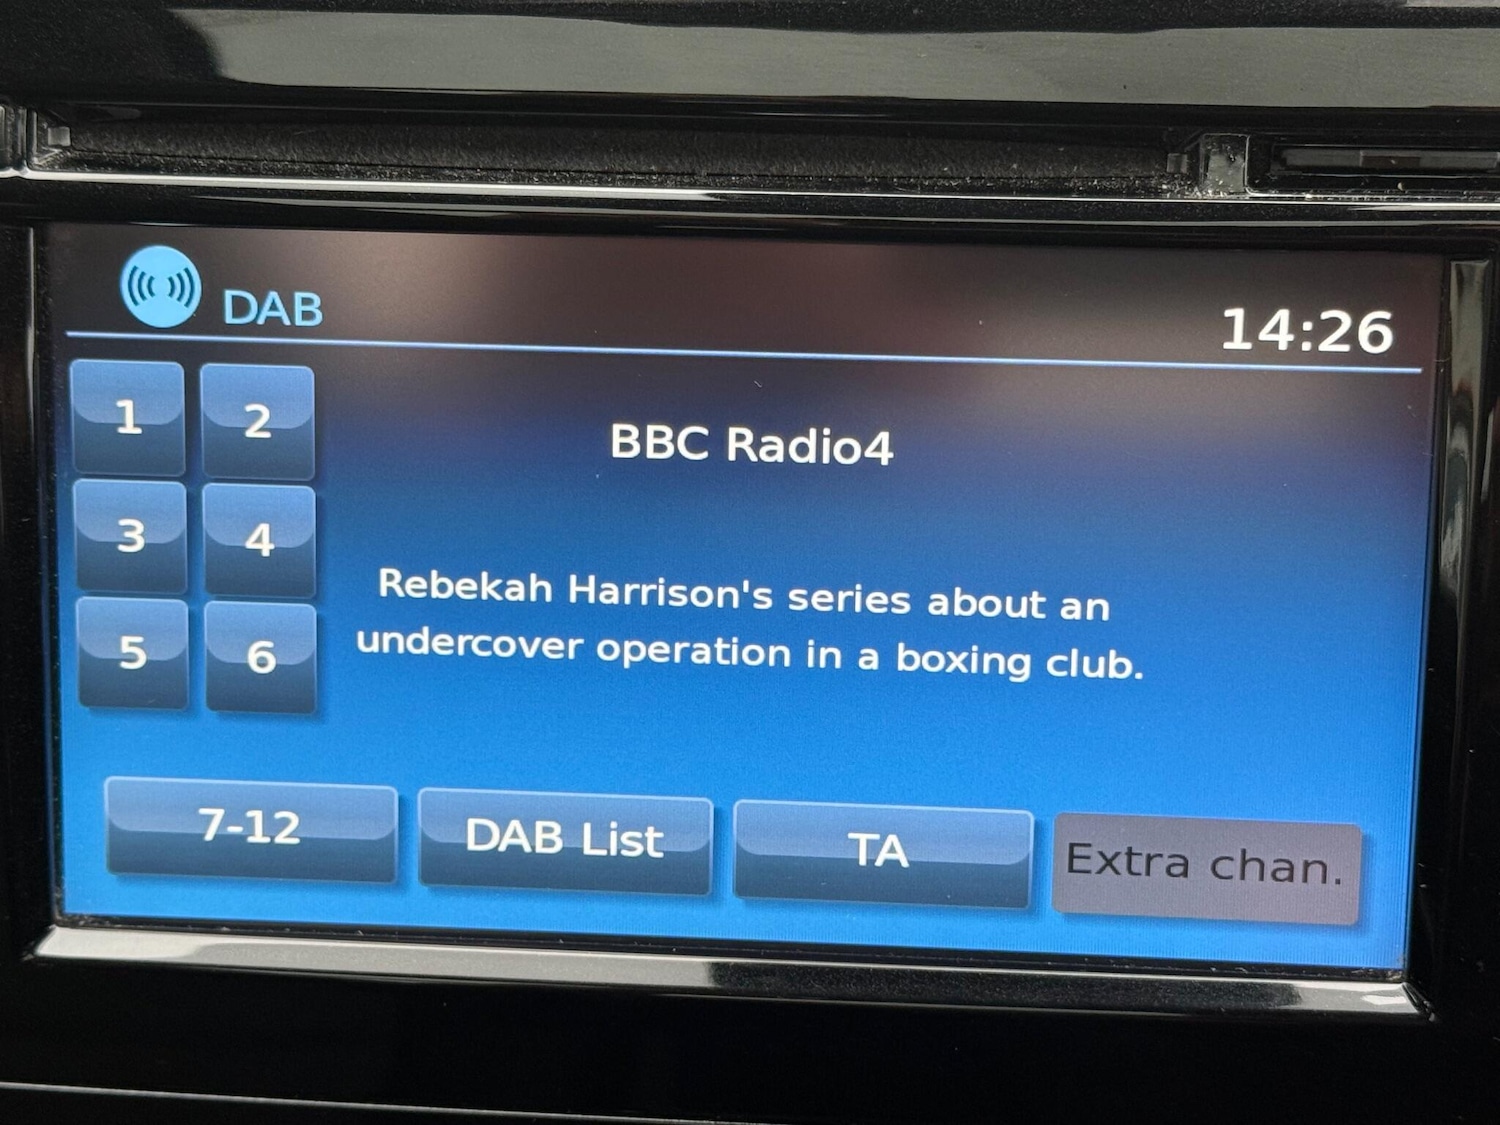 DAB
14:26
1
2
BBC Radio4
3
4
Rebekah Harrison's series about an
undercover operation in a boxing club.
5
6
7-12
DAB List
TA
Extra chan.